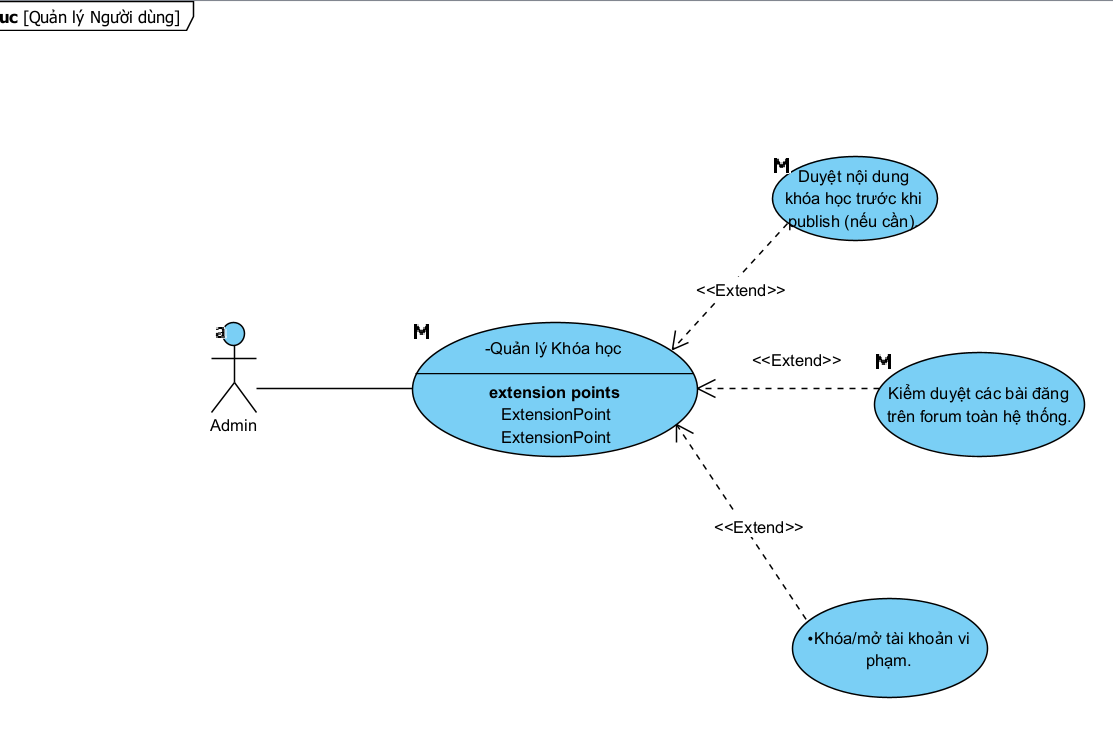 uc [Quản lý Người dùng]
M
Duyệt nội dung
khóa học trước khi
publish (nếu cần).
<<Extend>>
a
M
-Quản lý Khóa học
<<Extend>>
M
extension points
ExtensionPoint
ExtensionPoint
Kiểm duyệt các bài đăng
trên forum toàn hệ thống.
Admin
<<Extend>>
•Khóa/mở tài khoản vi
phạm.